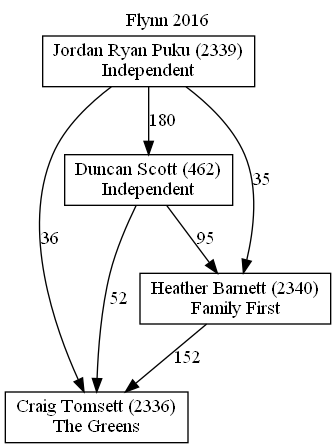 Flynn 2016
Jordan Ryan Puku (2339)
Independent
180
Duncan Scott (462)
Independent
35
36
95
52
Heather Barnett (2340)
Family First
152
Craig Tomsett (2336)
The Greens